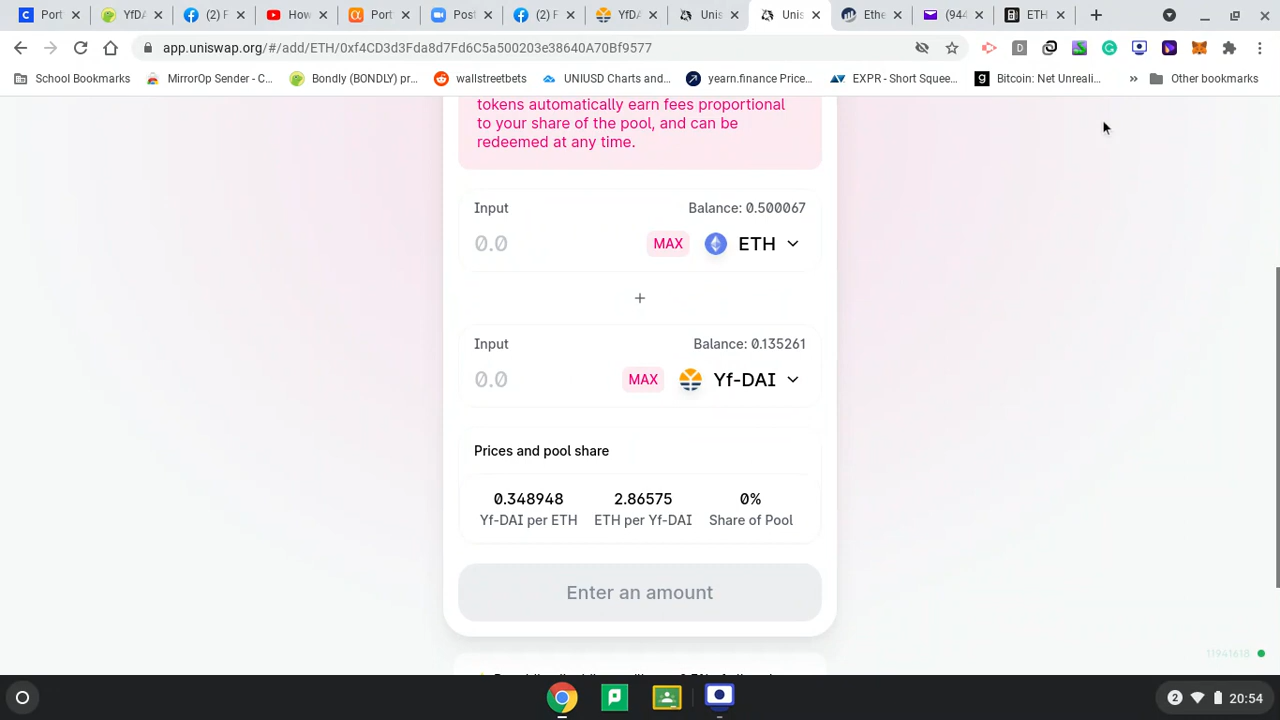 Port
YfDA
(2) F
How
Port
Post
(2) F
YfDA
Unis
Unis
Ethe
(944
ETH
app.uniswap.org/#/add/ETH/0xf4CD3d3Fda8d7Fd6C5a500203e38640A70Bf9577
School Bookmarks
MirrorOp Sender - C...
Bondly (BONDLY) pr...
wallstreetbets
UNIUSD Charts and...
yearn.finance Price...
EXPR - Short Squee...
Bitcoin: Net Unreali...
Other bookmarks
tokens automatically earn fees proportional
to your share of the pool, and can be
redeemed at any time.
Input
Balance: 0.500067
0.0
MAX
ETH
+
Input
Balance: 0.135261
0.0
MAX
Yf-DAI
Prices and pool share
0.348948
2.86575
0%
Yf-DAI per ETH
ETH per Yf-DAI
Share of Pool
Enter an amount
11941618
2
20:54